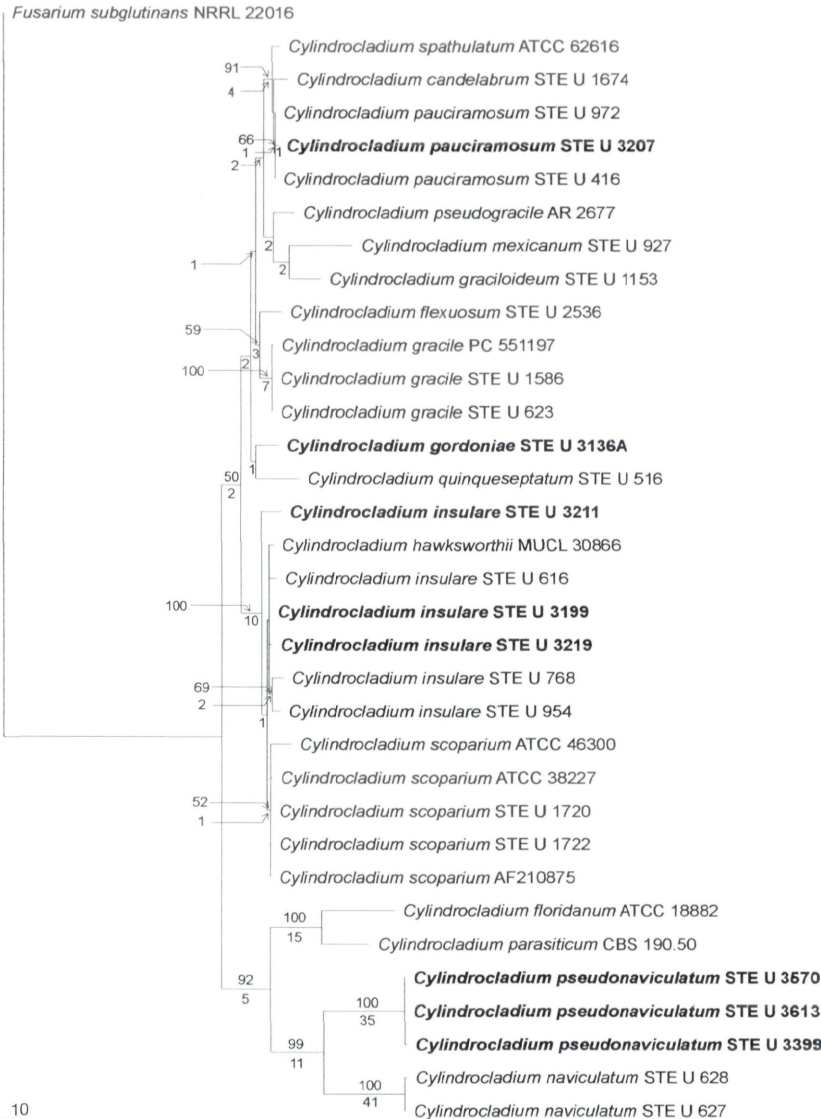 Fusarium subglutinans NRRL 22016
Cylindrocladium spathulatum ATCC 62616
91
Cylindrocladium candelabrum STE U 1674
4
Cylindrocladium pauciramosum STE U 972
66
1
1
Cylindrocladium pauciramosum STE U 3207
2
Cylindrocladium pauciramosum STE U 416
Cylindrocladium pseudogracile AR 2677
2
Cylindrocladium mexicanum STE U 927
1
2
Cylindrocladium graciloideum STE U 1153
Cylindrocladium flexuosum STE U 2536
59
Cylindrocladium gracile PC 551197
3
2
100
Cylindrocladium gracile STE U 1586
7
Cylindrocladium gracile STE U 623
Cylindrocladium gordoniae STE U 3136A
1
50
Cylindrocladium quinqueseptatum STE U 516
2
Cylindrocladium insulare STE U 3211
Cylindrocladium hawksworthii MUCL 30866
Cylindrocladium insulare STE U 616
100
10
Cylindrocladium insulare STE U 3199
Cylindrocladium insulare STE U 3219
69
Cylindrocladium insulare STE U 768
2
1
Cylindrocladium insulare STE U 954
Cylindrocladium scoparium ATCC 46300
Cylindrocladium scoparium ATCC 38227
52
1
Cylindrocladium scoparium STE U 1720
Cylindrocladium scoparium STE U 1722
Cylindrocladium scoparium AF210875
100
15
Cylindrocladium floridanum ATCC 18882
Cylindrocladium parasiticum CBS 190.50
92
5
Cylindrocladium pseudonaviculatum STE U 3570
100
35
Cylindrocladium pseudonaviculatum STE U 3613
99
11
Cylindrocladium pseudonaviculatum STE U 3399
100
41
Cylindrocladium naviculatum STE U 628
10
Cylindrocladium naviculatum STE U 627